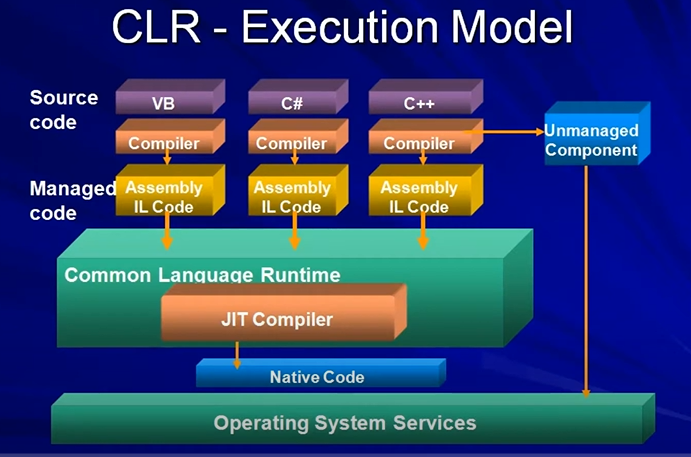 CLR - Execution Model
Source
code
VB
C#
C++
Compiler
Compiler
Compiler
Unmanaged
Component
Managed
code
Assembly
IL Code
Assembly
IL Code
Assembly
IL Code
Common Language Runtime
JIT Compiler
Native Code
Operating System Services